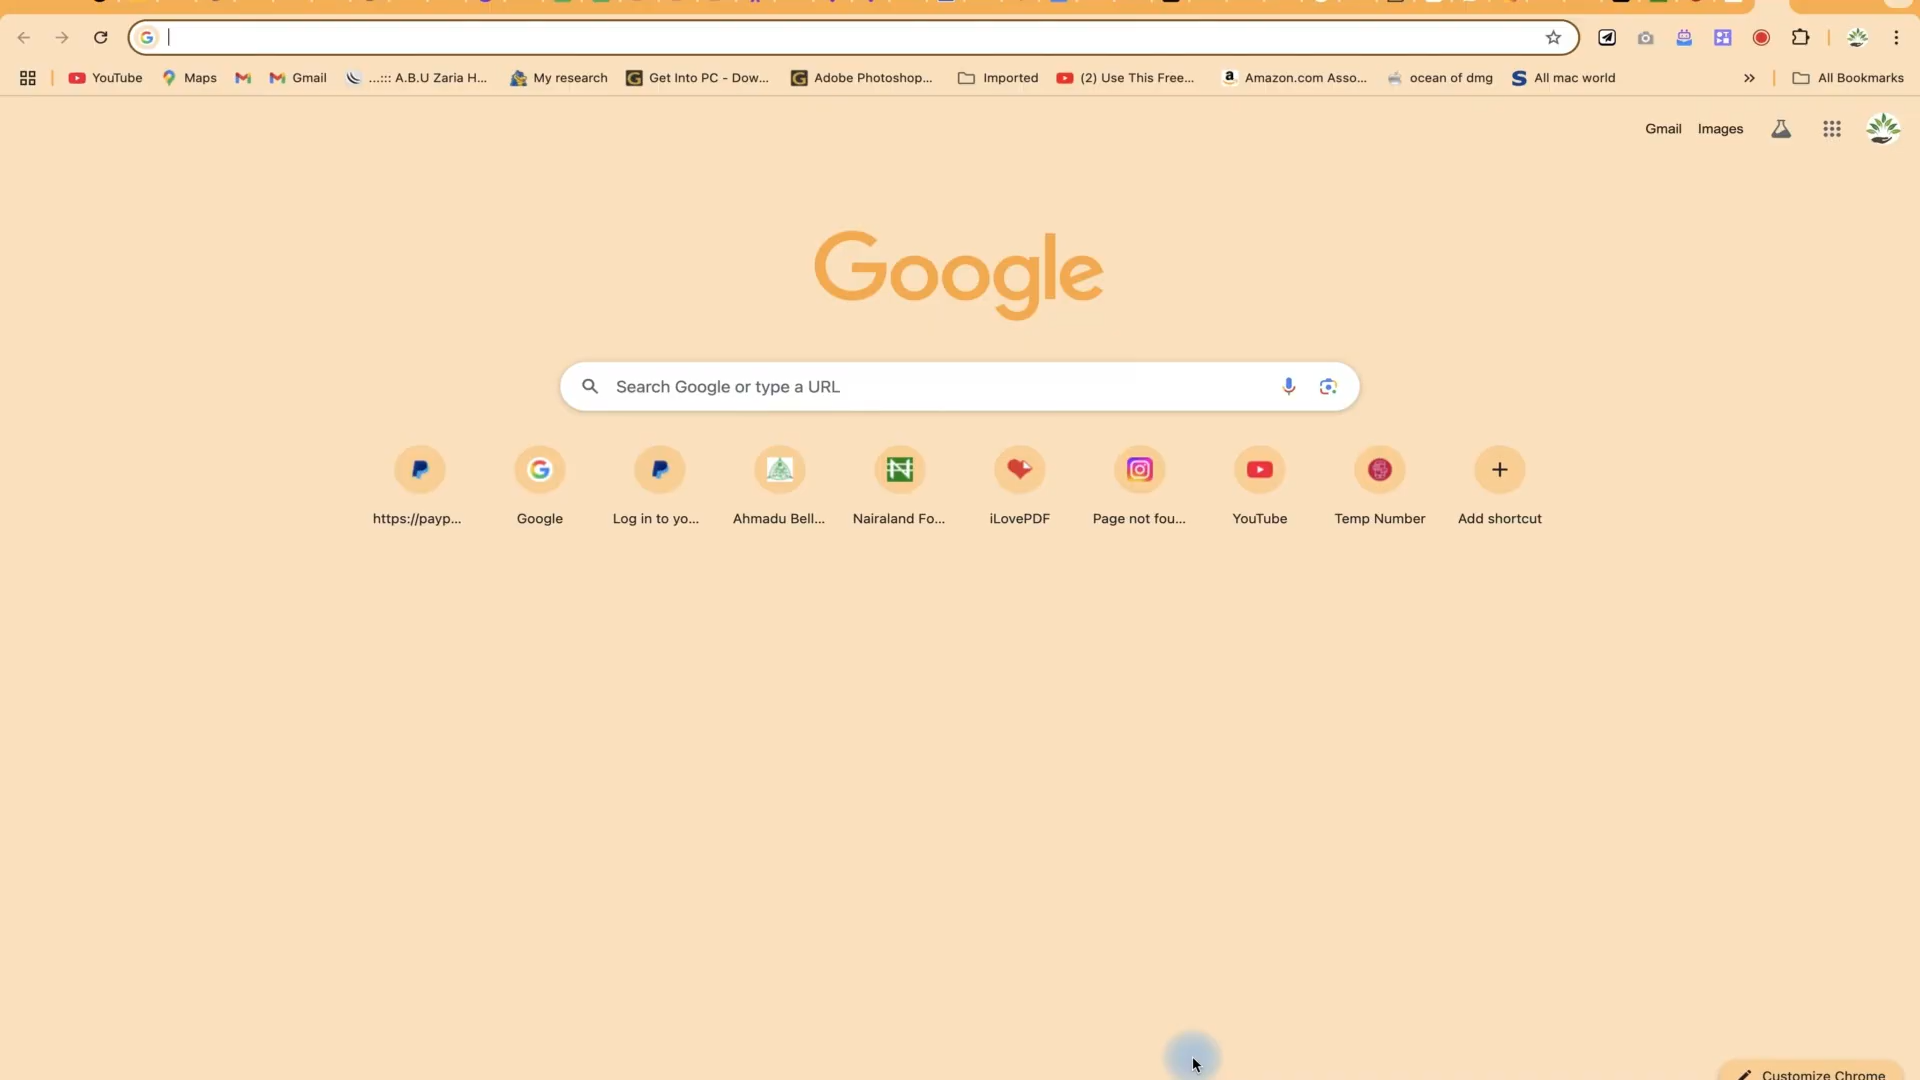 YouTube Maps Gmail ...::: A.B.U Zaria H... My research Get Into PC - Dow... Adobe Photoshop... Imported (2) Use This Free... Amazon.com Asso... ocean of dmg All mac world » All Bookmarks
Gmail Images
Google
Search Google or type a URL
https://payp... Google Log in to yo... Ahmadu Bell... Nairaland Fo... iLovePDF Page not fou... YouTube Temp Number Add shortcut
Customize Chrome